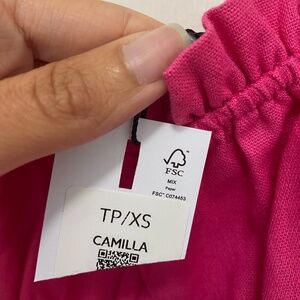 FSC
MIX
Paper
FSC® C074453
TP/XS
CAMILLA